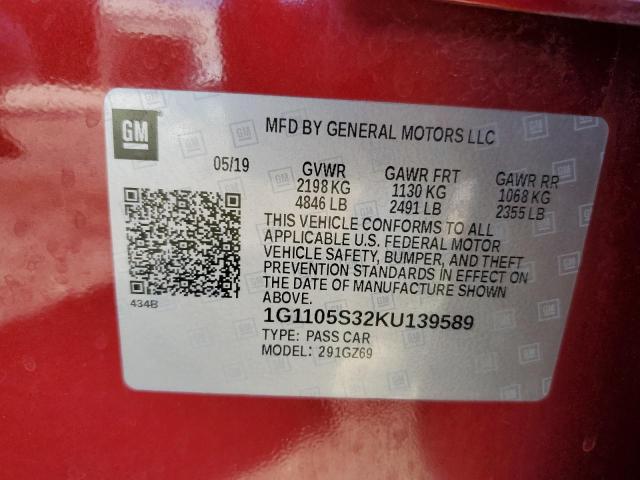 GM
MFD BY GENERAL MOTORS LLC
05/19 GVWR GAWR FRT GAWR RR
2198 KG 1130 KG 1068 KG
4846 LB 2491 LB 2355 LB
THIS VEHICLE CONFORMS TO ALL
APPLICABLE U.S. FEDERAL MOTOR
VEHICLE SAFETY, BUMPER, AND THEFT
PREVENTION STANDARDS IN EFFECT ON
THE DATE OF MANUFACTURE SHOWN
ABOVE.
434B
1G1105S32KU139589
TYPE: PASS CAR
MODEL: 291GZ69